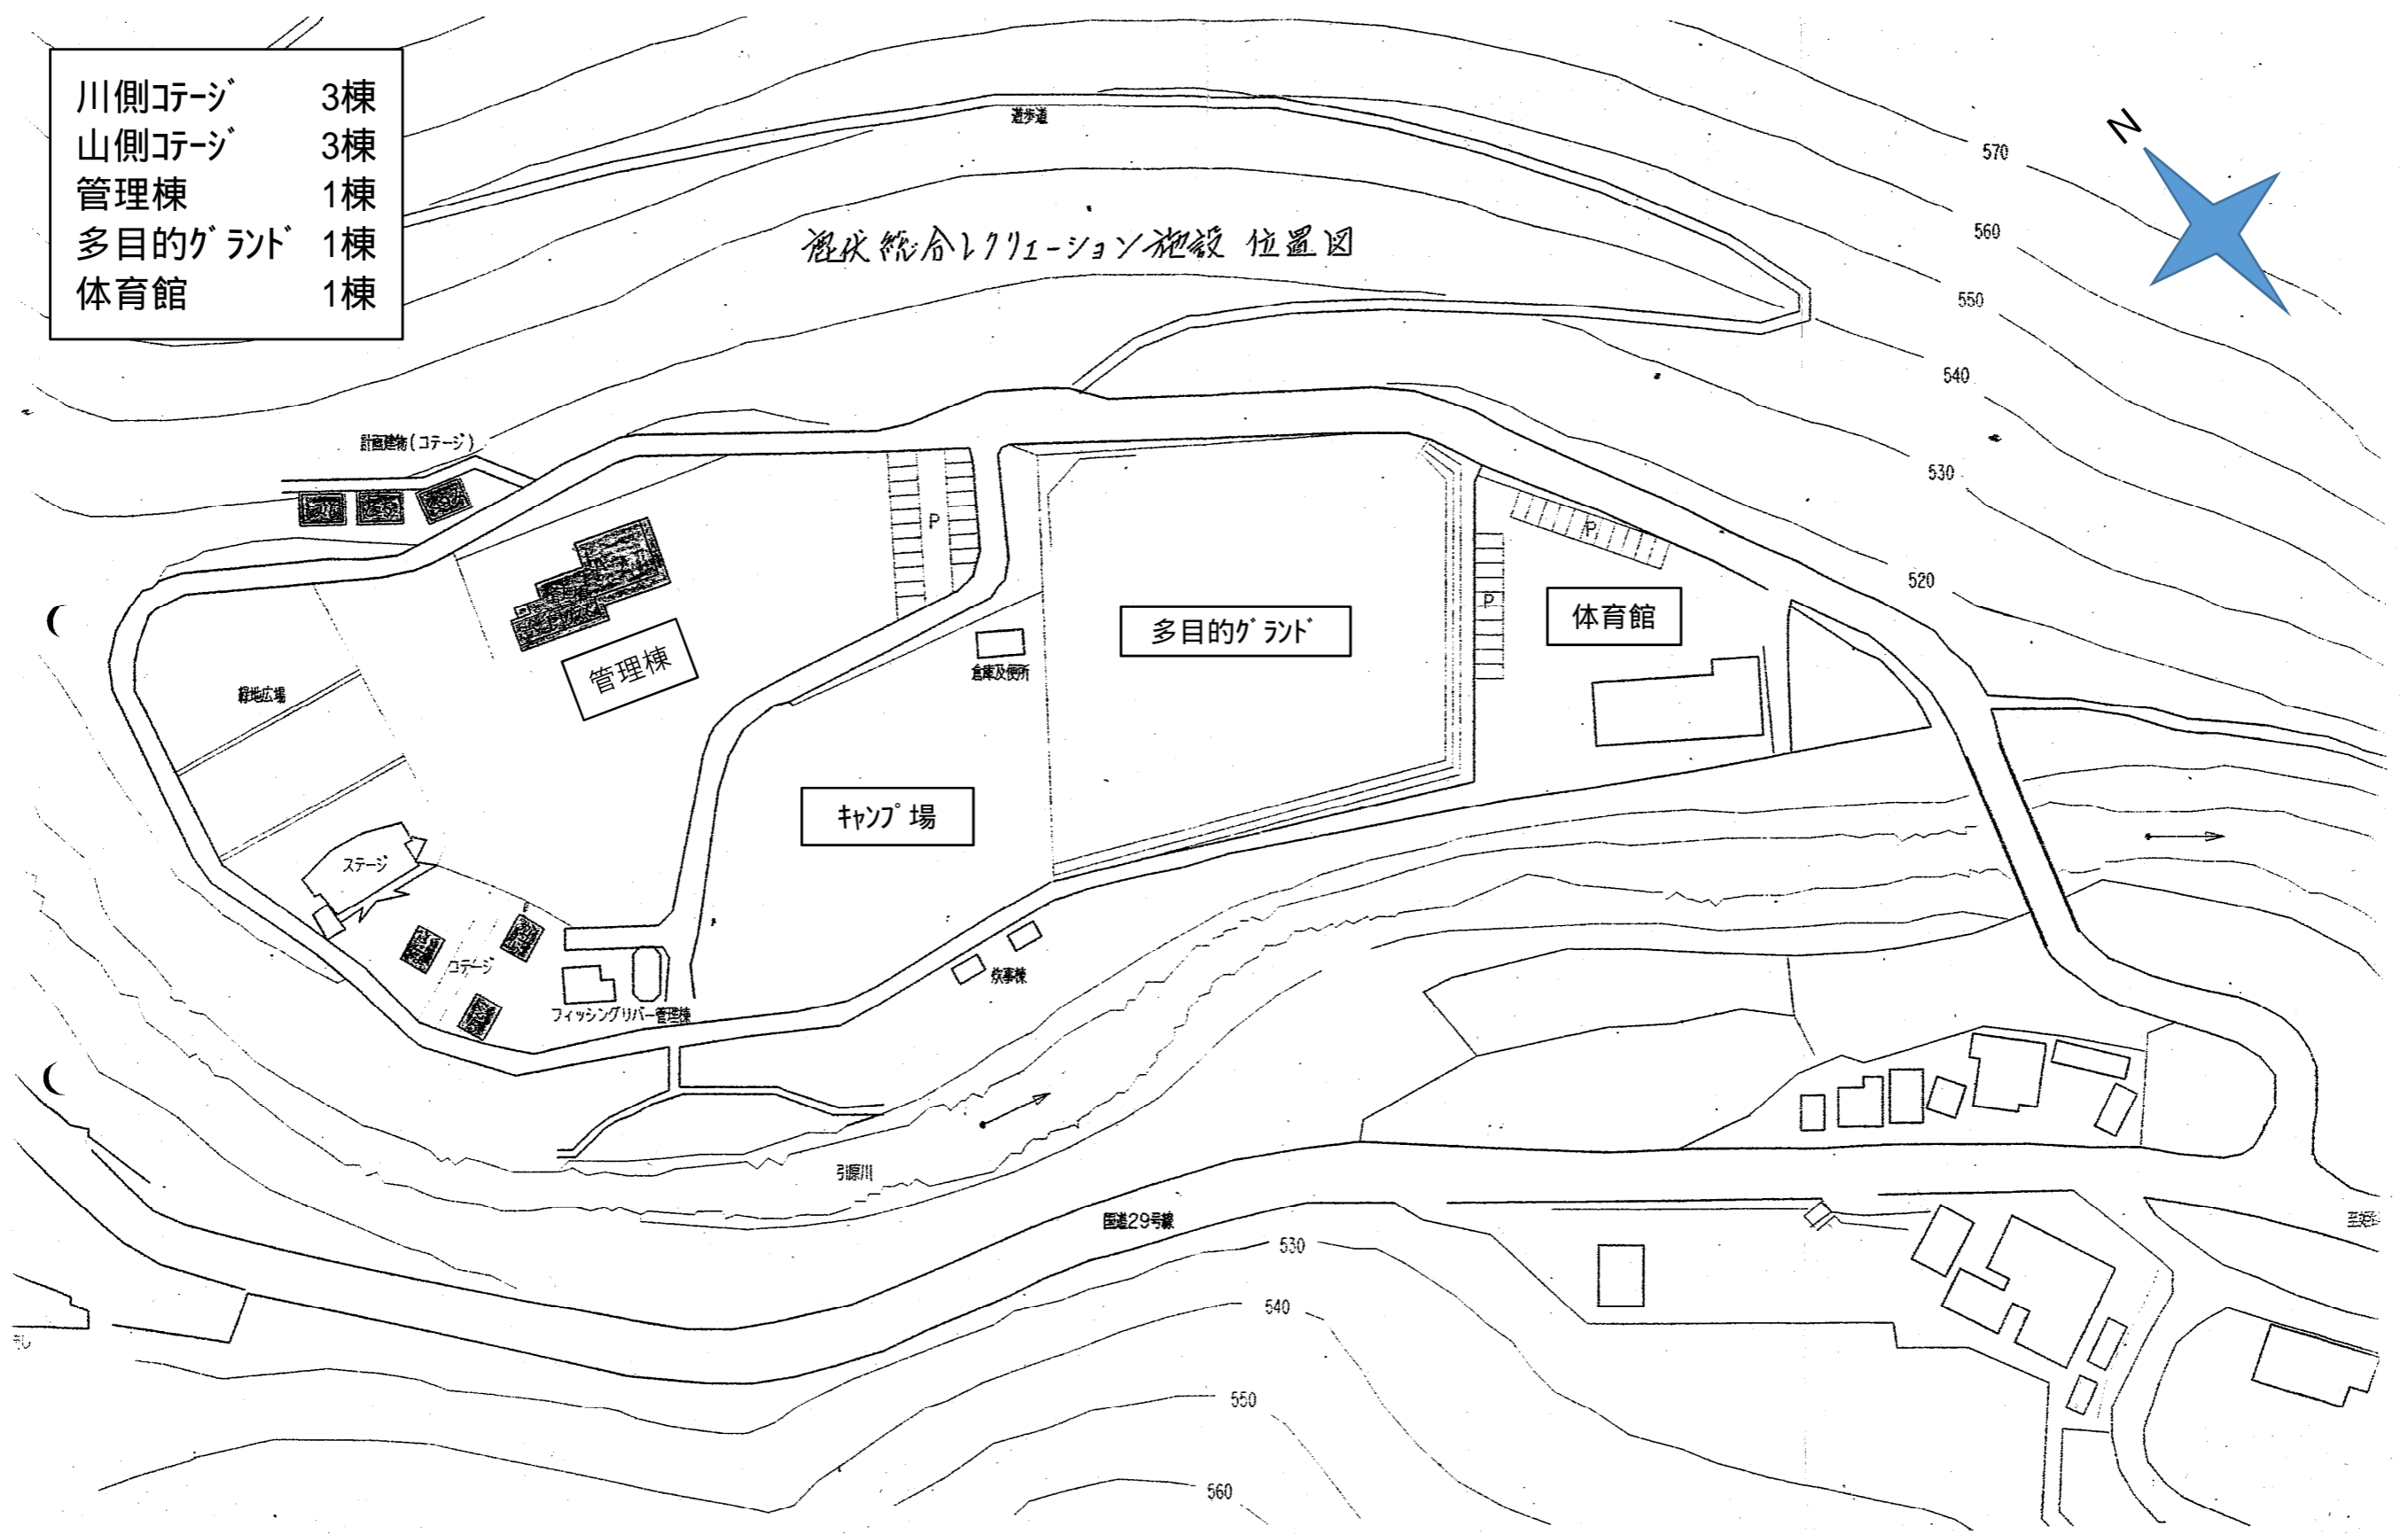 川側ｺﾃｰｼﾞ 3棟
山側ｺﾃｰｼﾞ 3棟
管理棟 1棟
多目的ｸﾞﾗﾝﾄﾞ 1棟
体育館 1棟
遊歩道
総合レクリェーション施設 位置図
N
570
560
550
540
530
520
計画建物(コテージ)
P
P
P
管理棟
倉庫及便所
多目的ｸﾞﾗﾝﾄﾞ
体育館
緑地広場
ｷｬﾝﾌﾟ場
ステージ
コテージ
フィッシングリバー管理棟
炊事棟
引原川
国道29号線
530
540
550
560